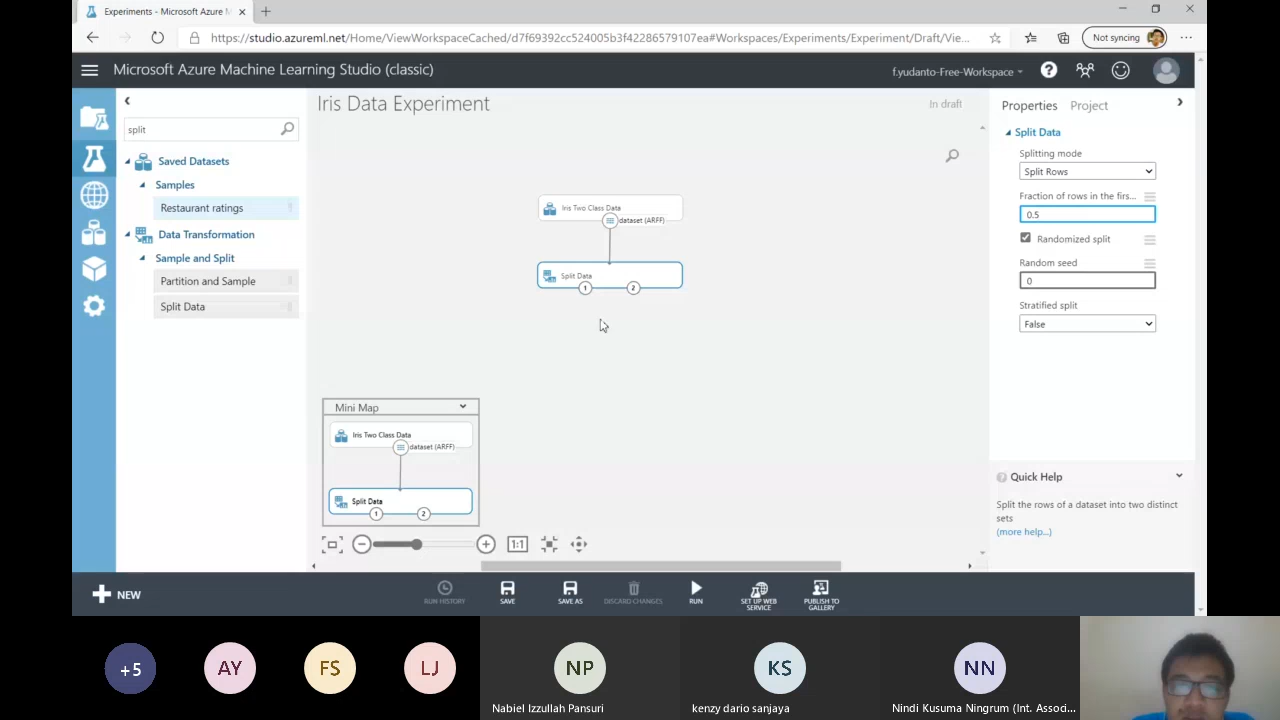 Experiments - Microsoft Azure M
Not syncing
https://studio.azureml.net/Home/ViewWorkspaceCached/d7f69392cc524005b3f42286579107ea#Workspaces/Experiments/Experiment/Draft/Vie...
Microsoft Azure Machine Learning Studio (classic)
f.yudanto-Free-Workspace
split
Saved Datasets
Samples
Restaurant ratings
Data Transformation
Sample and Split
Partition and Sample
Split Data
Iris Data Experiment
In draft
Iris Two Class Data
dataset (ARFF)
Split Data
1 2
Mini Map
Iris Two Class Data
dataset (ARFF)
Split Data
1 2
1:1
Properties Project
Split Data
Splitting mode
Split Rows
Fraction of rows in the firs...
0.5
Randomized split
Random seed
0
Stratified split
False
Quick Help
Split the rows of a dataset into two distinct
sets
(more help...)
NEW
RUN HISTORY
SAVE
SAVE AS
DISCARD CHANGES
RUN
SET UP WEB
SERVICE
PUBLISH TO
GALLERY
+5
AY
FS
LJ
NP
Nabiel Izzullah Pansuri
KS
kenzy dario sanjaya
NN
Nindi Kusuma Ningrum (Int. Associ...